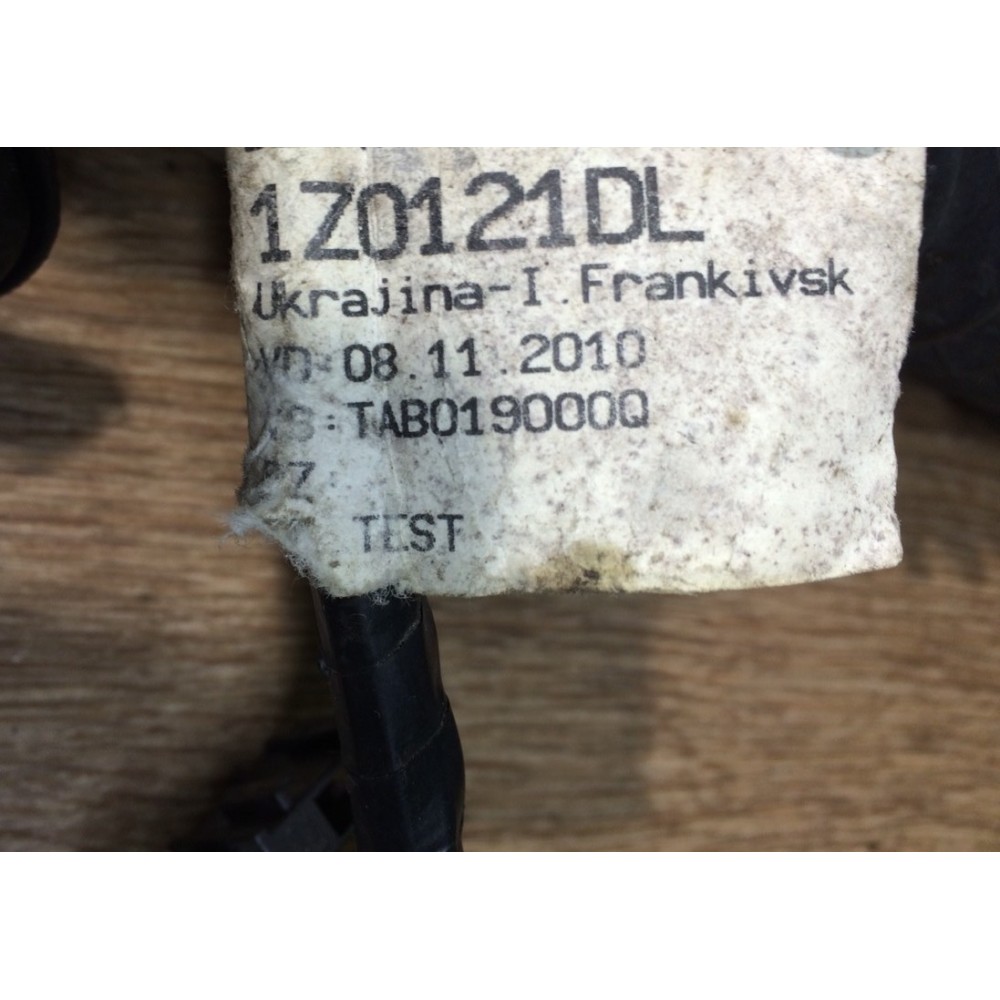 1Z0121DL
Ukrajina-I.Frankivsk
08.11.2010
:TAB019000Q
TEST